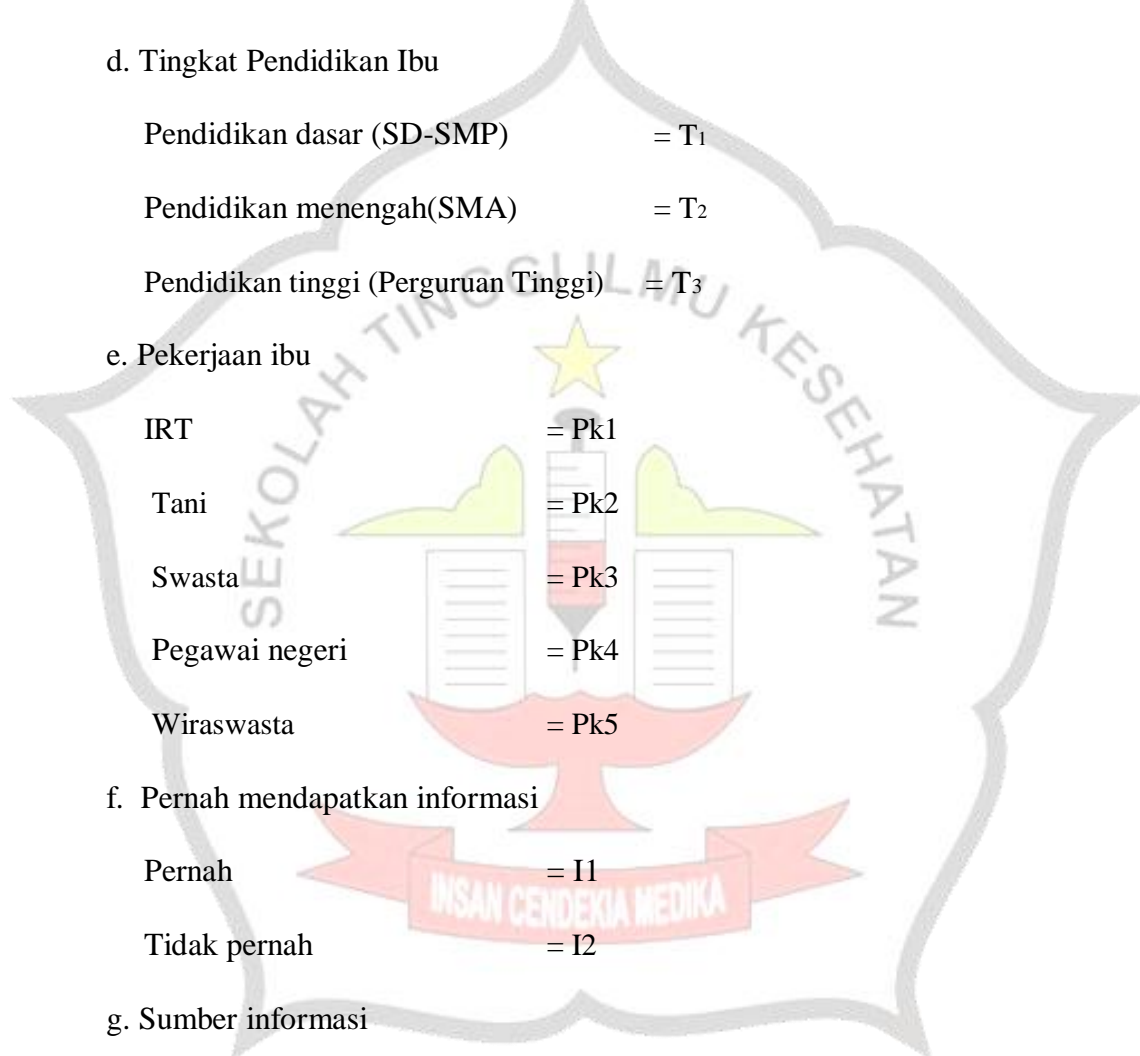 d. Tingkat Pendidikan Ibu
Pendidikan dasar (SD-SMP) = T1
Pendidikan menengah(SMA) = T2
Pendidikan tinggi (Perguruan Tinggi) = T3
e. Pekerjaan ibu
IRT = Pk1
Tani = Pk2
Swasta = Pk3
Pegawai negeri = Pk4
Wiraswasta = Pk5
f. Pernah mendapatkan informasi
Pernah = I1
Tidak pernah = I2
g. Sumber informasi
SEKOLAH TINGGI ILMU KESEHATAN
INSAN CENDEKIA MEDIKA